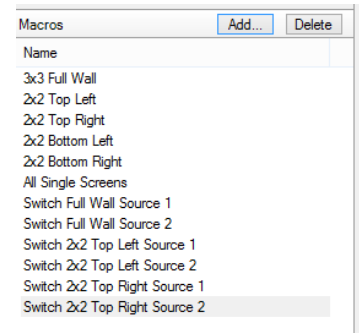 Macros Add... Delete
Name
3x3 Full Wall
2x2 Top Left
2x2 Top Right
2x2 Bottom Left
2x2 Bottom Right
All Single Screens
Switch Full Wall Source 1
Switch Full Wall Source 2
Switch 2x2 Top Left Source 1
Switch 2x2 Top Left Source 2
Switch 2x2 Top Right Source 1
Switch 2x2 Top Right Source 2